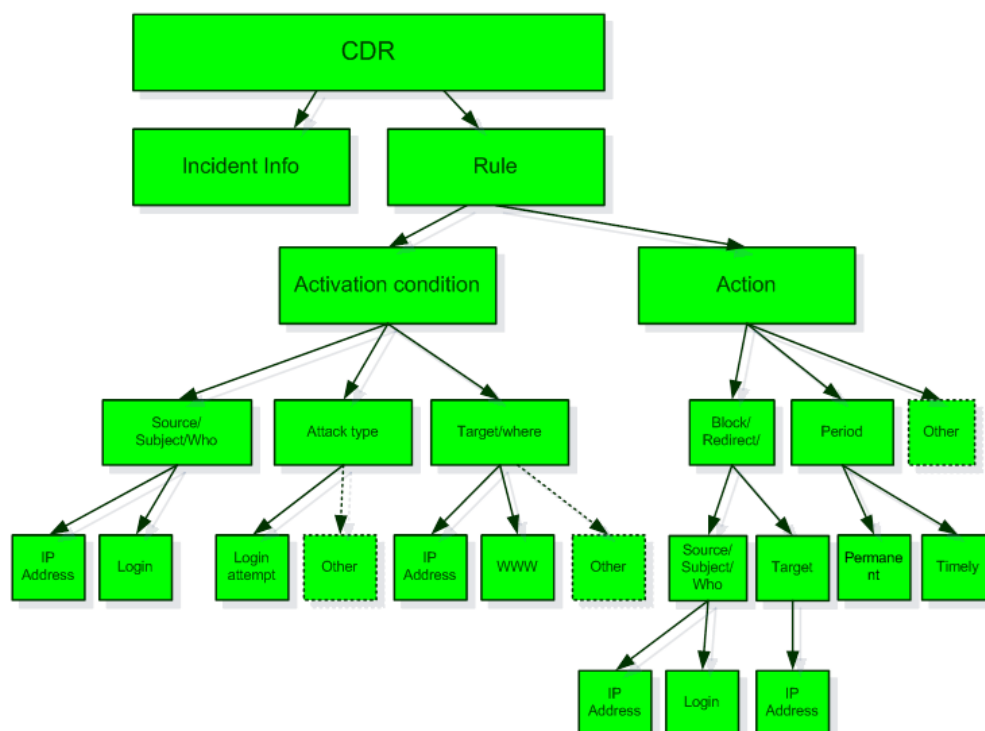 CDR
Incident Info
Rule
Activation condition
Action
Source/
Subject/Who
Attack type
Target/where
Block/
Redirect/
Period
Other
IP
Address
Login
Login
attempt
Other
IP
Address
WWW
Other
Source/
Subject/
Who
Target
Permane
nt
Timely
IP
Address
Login
IP
Address